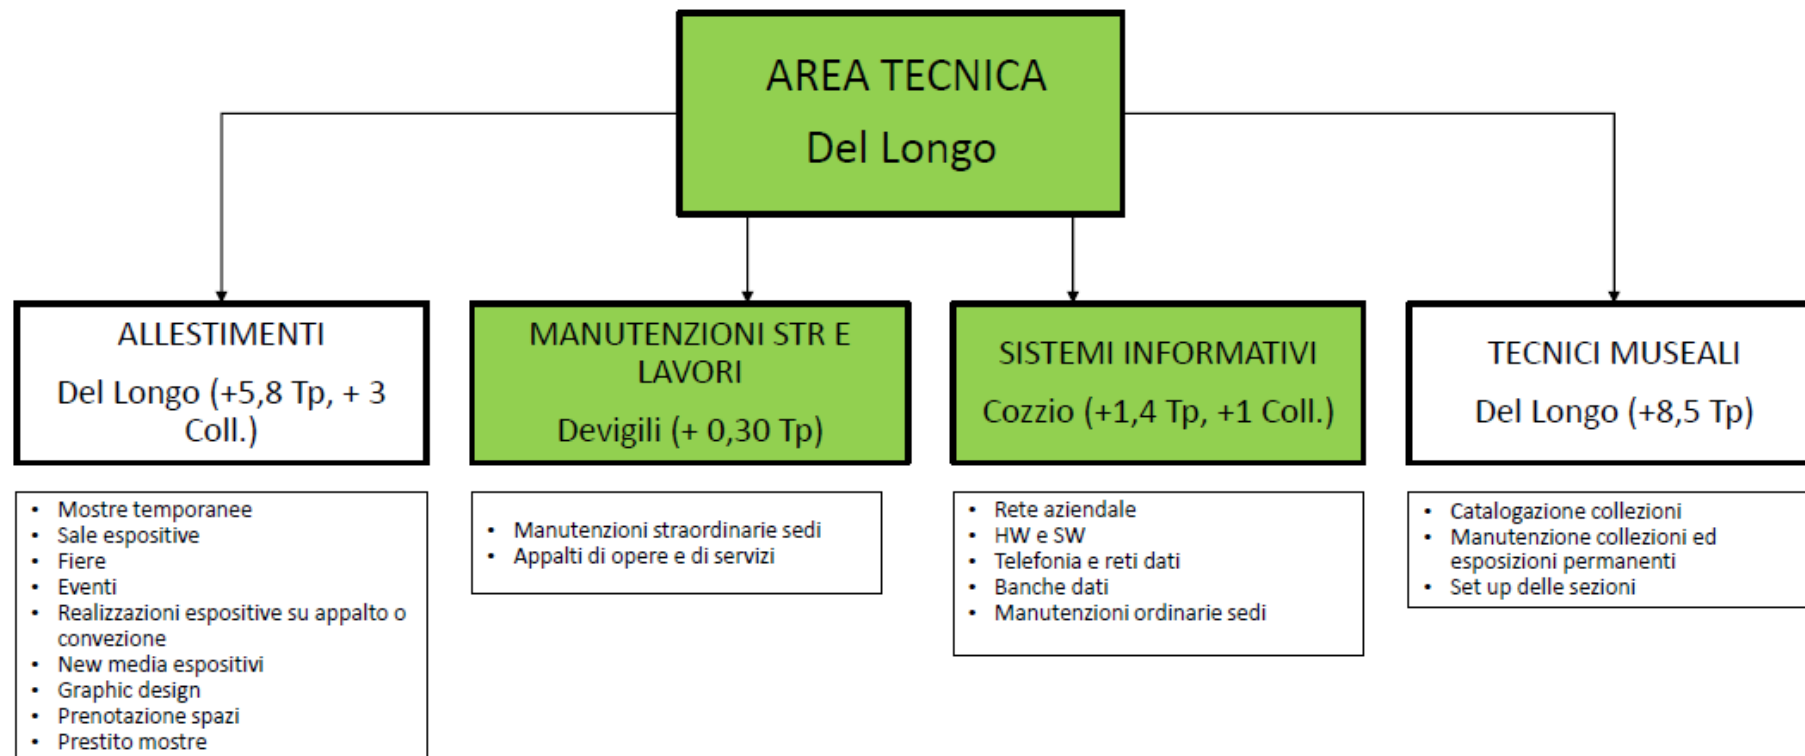 AREA TECNICA
Del Longo
ALLESTIMENTI
Del Longo (+5,8 Tp, + 3
Coll.)
MANUTENZIONI STR E
LAVORI
Devigili (+ 0,30 Tp)
SISTEMI INFORMATIVI
Cozzio (+1,4 Tp, +1 Coll.)
TECNICI MUSEALI
Del Longo (+8,5 Tp)
• Mostre temporanee
• Sale espositive
• Fiere
• Eventi
• Realizzazioni espositive su appalto o
convezione
• New media espositivi
• Graphic design
• Prenotazione spazi
• Prestito mostre
• Manutenzioni straordinarie sedi
• Appalti di opere e di servizi
• Rete aziendale
• HW e SW
• Telefonia e reti dati
• Banche dati
• Manutenzioni ordinarie sedi
• Catalogazione collezioni
• Manutenzione collezioni ed
esposizioni permanenti
• Set up delle sezioni